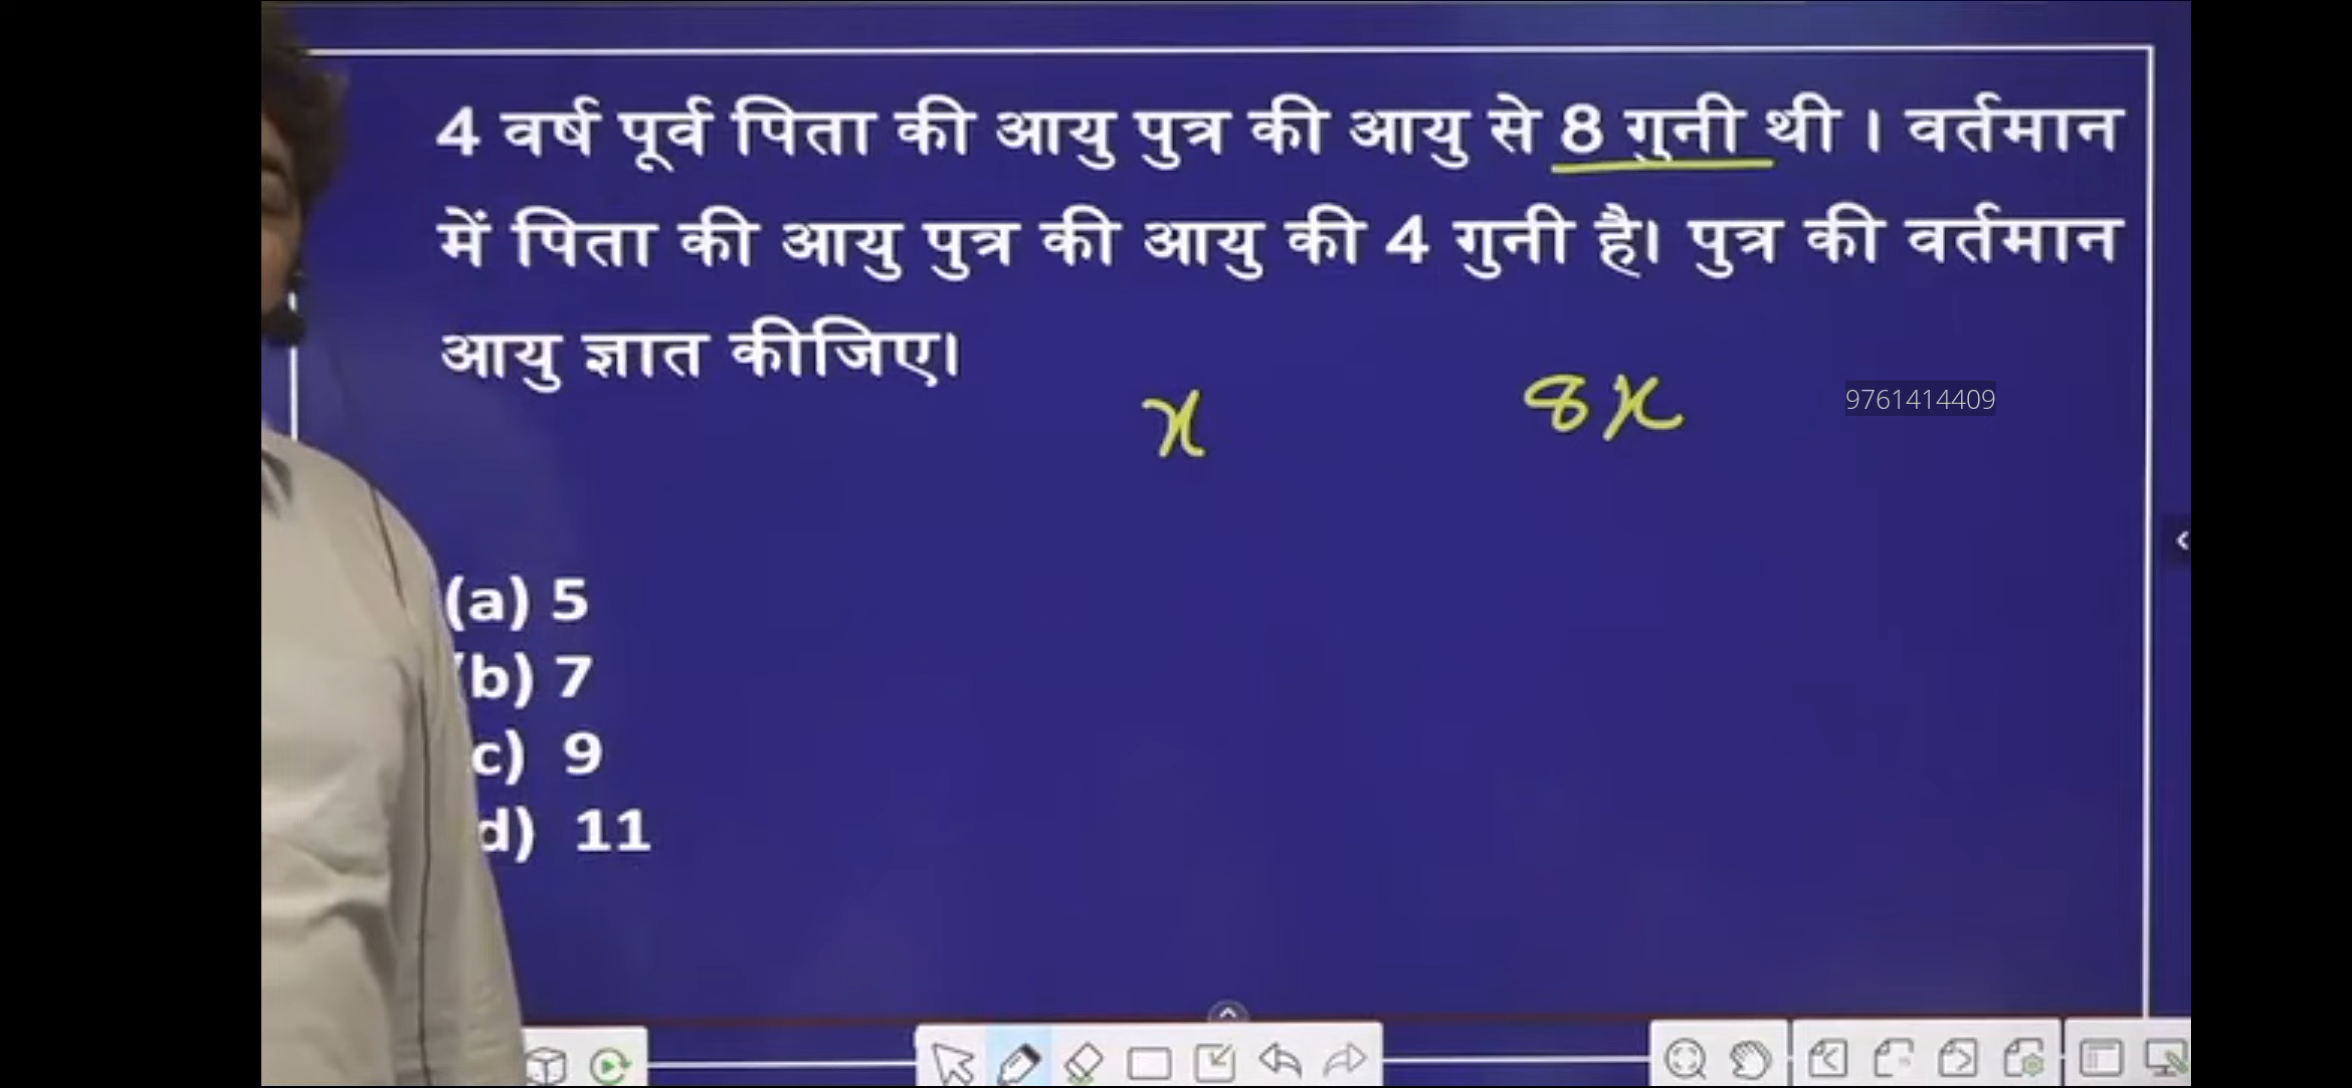 4 वर्ष पूर्व पिता की आयु पुत्र की आयु से 8 गुनी थी । वर्तमान
में पिता की आयु पुत्र की आयु की 4 गुनी है। पुत्र की वर्तमान
आयु ज्ञात कीजिए।
x 8x 9761414409
(a) 5
(b) 7
c) 9
d) 11